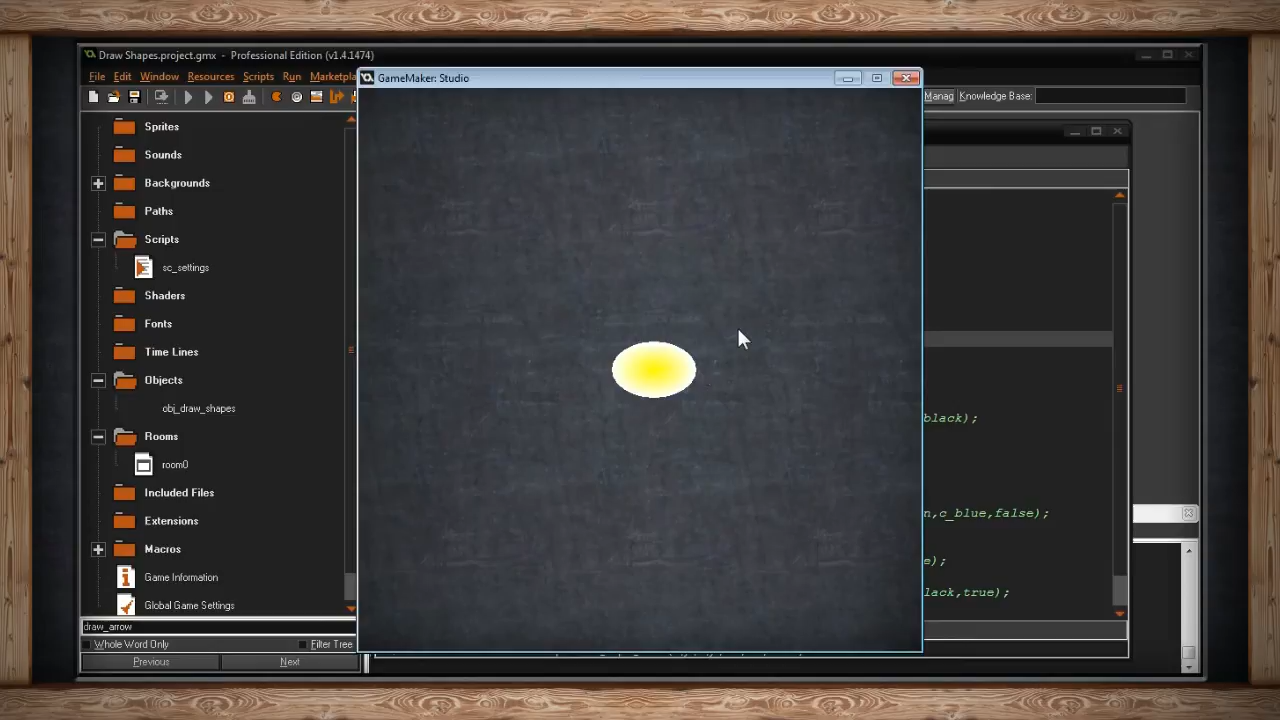 Draw Shapes.project.gmx - Professional Edition (v1.4.1474)
File Edit Window Resources Scripts Run Marketpla
GameMaker: Studio
Manag Knowledge Base:
Sprites
Sounds
Backgrounds
Paths
Scripts
sc_settings
Shaders
Fonts
Time Lines
Objects
obj_draw_shapes
Rooms
room0
Included Files
Extensions
Macros
Game Information
Global Game Settings
draw_arrow
Whole Word Only Filter Tree
Previous Next
black);
n,c_blue,false);
e);
lack,true);